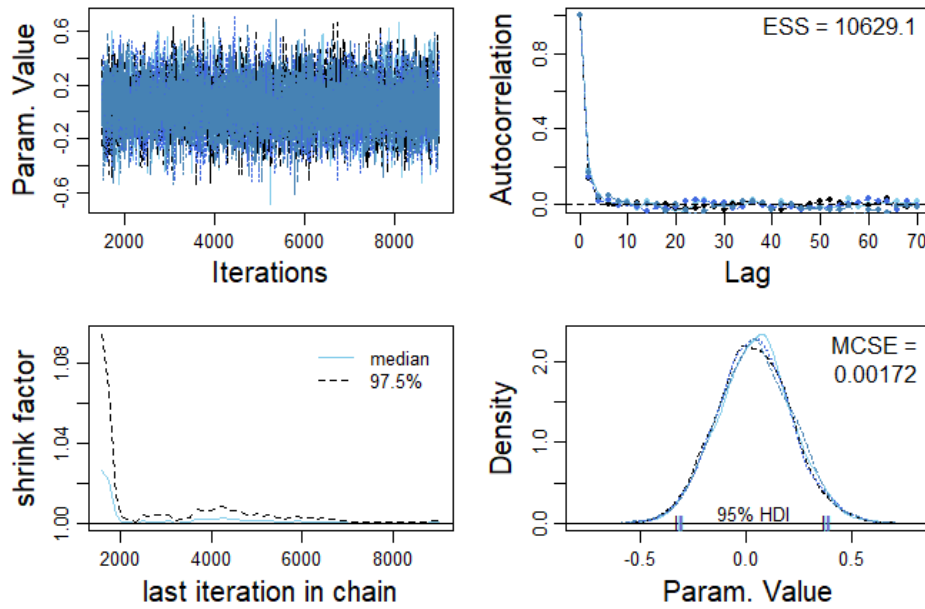 Param. Value
0.6
0.2
-0.2
-0.6
2000 4000 6000 8000
Iterations
Autocorrelation
0.8
0.4
0.0
ESS = 10629.1
0 10 20 30 40 50 60 70
Lag
shrink factor
1.08
1.04
1.00
median
97.5%
2000 4000 6000 8000
last iteration in chain
Density
2.0
1.0
0.0
MCSE =
0.00172
95% HDI
-0.5 0.0 0.5
Param. Value